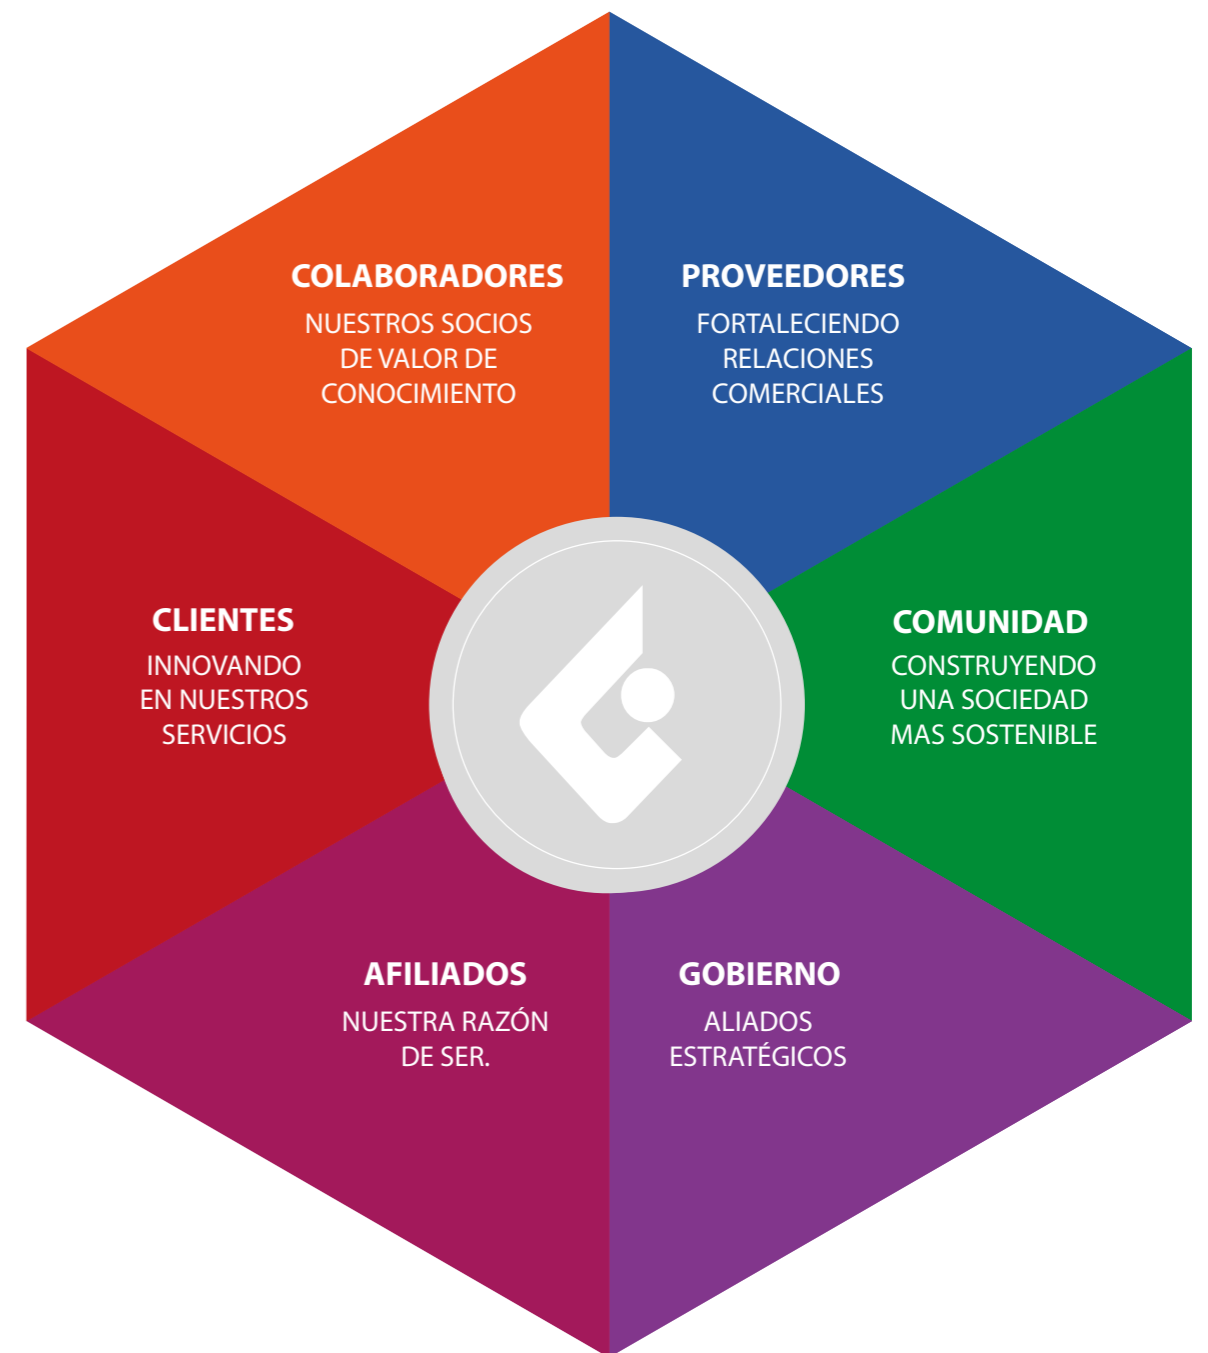 COLABORADORES
NUESTROS SOCIOS
DE VALOR DE
CONOCIMIENTO
PROVEEDORES
FORTALECIENDO
RELACIONES
COMERCIALES
CLIENTES
INNOVANDO
EN NUESTROS
SERVICIOS
COMUNIDAD
CONSTRUYENDO
UNA SOCIEDAD
MAS SOSTENIBLE
AFILIADOS
NUESTRA RAZÓN
DE SER.
GOBIERNO
ALIADOS
ESTRATÉGICOS